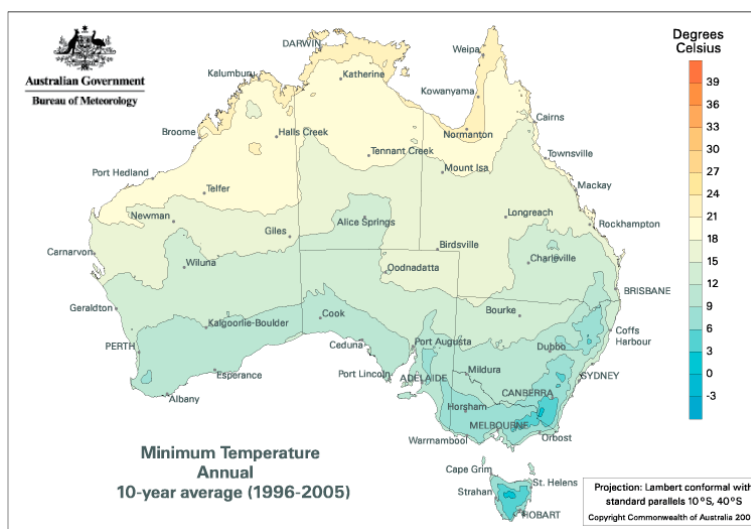 Australian Government
Bureau of Meteorology
DARWIN
Weipa
Degrees
Celsius
Kalumburu
Katherine
Kowanyama
39
36
33
30
27
24
21
18
15
12
9
6
3
0
-3
Broome
Halls Creek
Normanton
Cairns
Tennant Creek
Mount Isa
Townsville
Port Hedland
Telfer
Mackay
Newman
Alice Springs
Longreach
Rockhampton
Giles
Carnarvon
Birdsville
Wiluna
Oodnadatta
Charleville
BRISBANE
Geraldton
Cook
Bourke
Kalgoorlie-Boulder
Coffs
Harbour
PERTH
Ceduna
Port Augusta
Dubbo
Esperance
Port Lincoln
ADELAIDE
Mildura
SYDNEY
Albany
CANBERRA
Horsham
MELBOURNE
Warrnambool
Orbost
Minimum Temperature
Annual
10-year average (1996-2005)
Cape Grim
St. Helens
Strahan
HOBART
Projection: Lambert conformal with
standard parallels 10°S, 40°S
Copyright Commonwealth of Australia 200